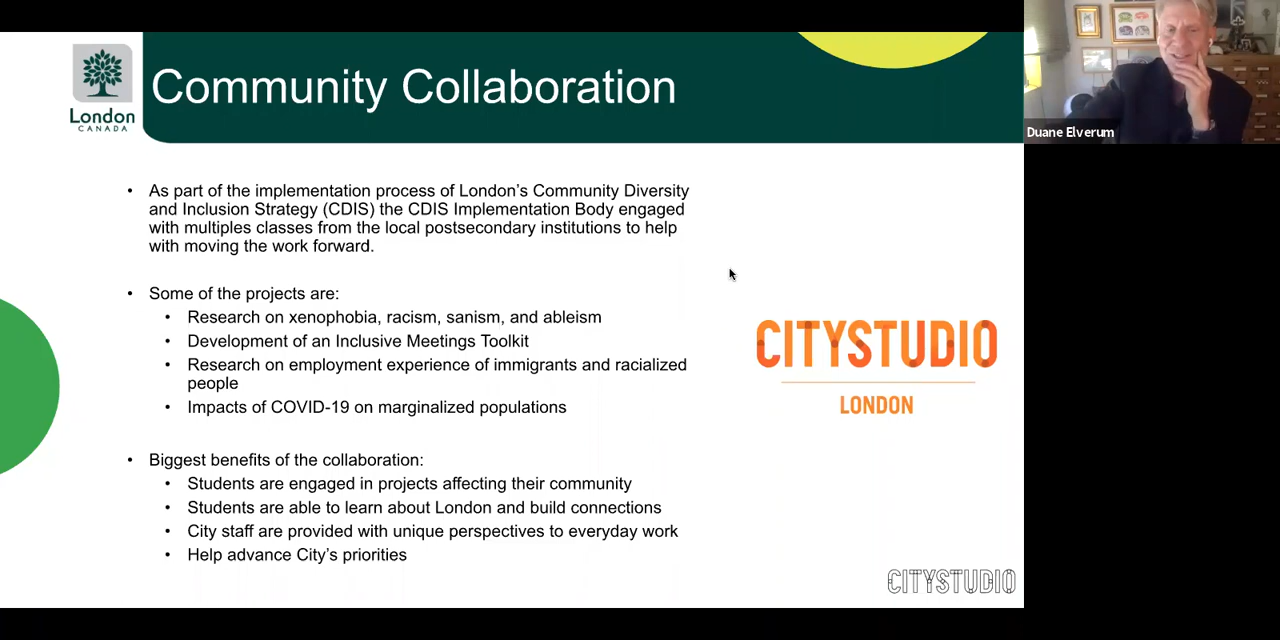 London
CANADA
Community Collaboration
Duane Elverum
• As part of the implementation process of London’s Community Diversity
and Inclusion Strategy (CDIS) the CDIS Implementation Body engaged
with multiple classes from the local postsecondary institutions to help
with moving the work forward.
• Some of the projects are:
• Research on xenophobia, racism, sanism, and ableism
• Development of an Inclusive Meetings Toolkit
• Research on employment experience of immigrants and racialized
people
• Impacts of COVID-19 on marginalized populations
CITYSTUDIO
LONDON
• Biggest benefits of the collaboration:
• Students are engaged in projects affecting their community
• Students are able to learn about London and build connections
• City staff are provided with unique perspectives to everyday work
• Help advance City’s priorities
CITYSTUDIO